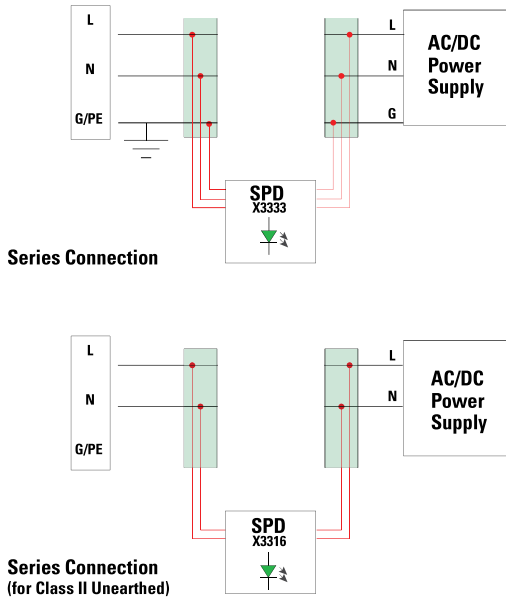 L
N
G/PE
L
N
G
AC/DC
Power
Supply
SPD
X3333
Series Connection
L
N
G/PE
L
N
AC/DC
Power
Supply
SPD
X3316
Series Connection
(for Class II Unearthed)